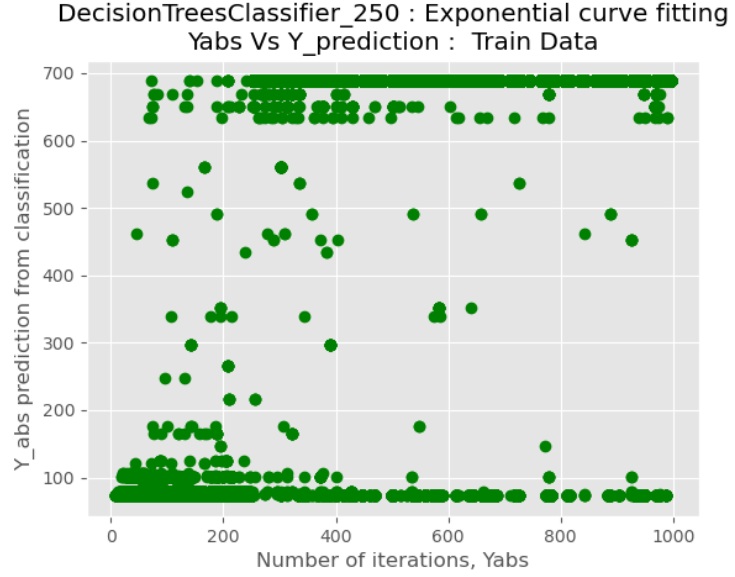 DecisionTreesClassifier_250 : Exponential curve fitting
Yabs Vs Y_prediction :  Train Data
700
600
500
400
300
200
100
Y_abs prediction from classification
0 200 400 600 800 1000
Number of iterations, Yabs